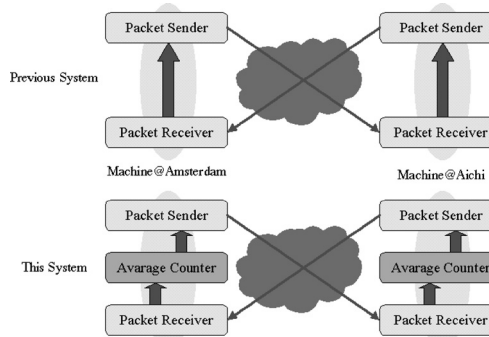 Packet Sender
Packet Sender
Previous System
Packet Receiver
Packet Receiver
Machine@Amsterdam
Machine@Aichi
Packet Sender
Packet Sender
This System
Avarage Counter
Avarage Counter
Packet Receiver
Packet Receiver